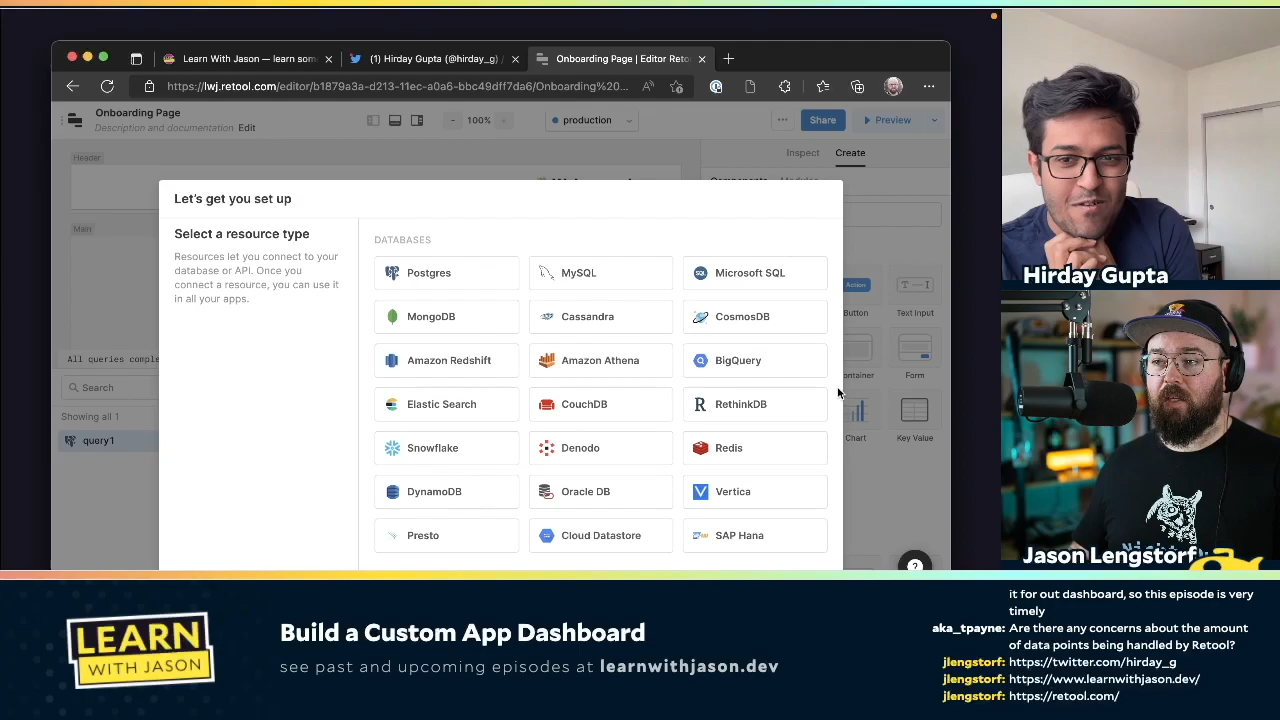 Learn With Jason — learn som
(1) Hirday Gupta (@hirday_g) /
Onboarding Page | Editor Reto
https://lwj.retool.com/editor/b1879a3a-d213-11ec-a0a6-bbc49dff7da6/Onboarding%20...
Onboarding Page
Description and documentation Edit
100%
production
Share
Preview
Inspect
Create
Header
Main
Let's get you set up
Select a resource type
Resources let you connect to your
database or API. Once you
connect a resource, you can use it
in all your apps.
DATABASES
Postgres
MySQL
Microsoft SQL
MongoDB
Cassandra
CosmosDB
Amazon Redshift
Amazon Athena
BigQuery
Elastic Search
CouchDB
RethinkDB
Snowflake
Denodo
Redis
DynamoDB
Oracle DB
Vertica
Presto
Cloud Datastore
SAP Hana
All queries comple
Search
Showing all 1
query1
Action
Button
Text Input
ontainer
Form
Chart
Key Value
?
Hirday Gupta
Jason Lengstorf
LEARN
WITH JASON
Build a Custom App Dashboard
see past and upcoming episodes at learnwithjason.dev
it for out dashboard, so this episode is very
timely
aka_tpayne: Are there any concerns about the amount
of data points being handled by Retool?
jlengstorf: https://twitter.com/hirday_g
jlengstorf: https://www.learnwithjason.dev/
jlengstorf: https://retool.com/